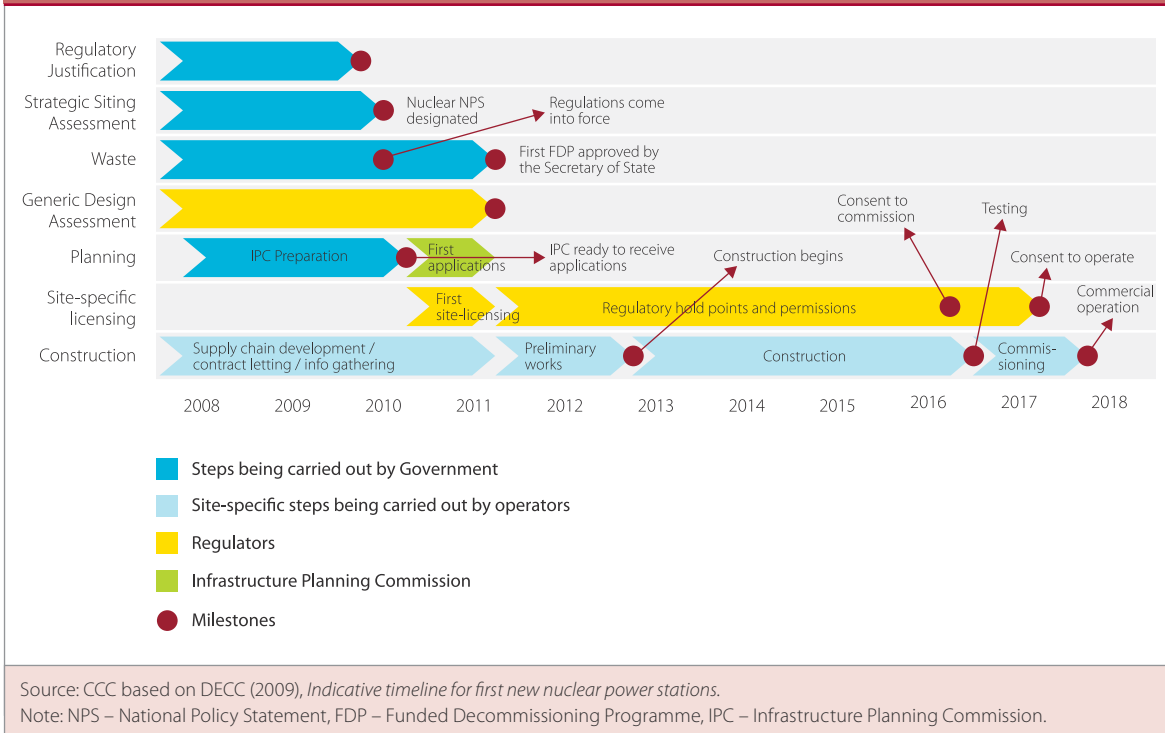 Regulatory
Justification
Strategic Siting
Assessment
Nuclear NPS
designated
Regulations come
into force
Waste
First FDP approved by
the Secretary of State
Generic Design
Assessment
Consent to
commission
Testing
Planning
IPC Preparation
First
applications
IPC ready to receive
applications
Construction begins
Consent to operate
Site-specific
licensing
First
site-licensing
Regulatory hold points and permissions
Commercial
operation
Construction
Supply chain development /
contract letting / info gathering
Preliminary
works
Construction
Commis-
sioning
2008 2009 2010 2011 2012 2013 2014 2015 2016 2017 2018
Steps being carried out by Government
Site-specific steps being carried out by operators
Regulators
Infrastructure Planning Commission
Milestones
Source: CCC based on DECC (2009), Indicative timeline for first new nuclear power stations.
Note: NPS – National Policy Statement, FDP – Funded Decommissioning Programme, IPC – Infrastructure Planning Commission.